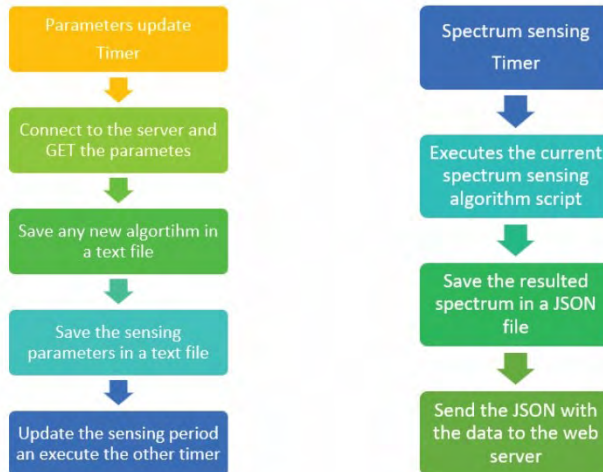 Parameters update
Timer
Connect to the server and
GET the parametes
Save any new algortihm in
a text file
Save the sensing
parameters in a text file
Update the sensing period
an execute the other timer
Spectrum sensing
Timer
Executes the current
spectrum sensing
algorithm script
Save the resulted
spectrum in a JSON
file
Send the JSON with
the data to the web
server